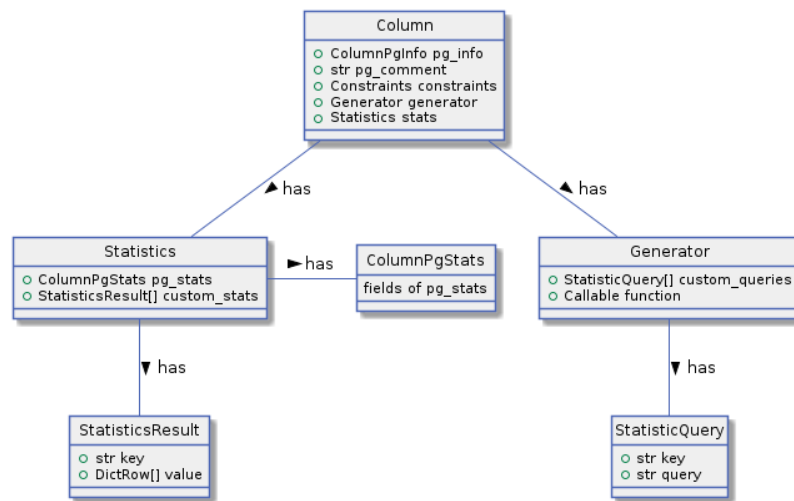 Column
ColumnPgInfo pg_info
str pg_comment
Constraints constraints
Generator generator
Statistics stats
has
has
Statistics
ColumnPgStats pg_stats
StatisticsResult[] custom_stats
has
ColumnPgStats
fields of pg_stats
Generator
StatisticQuery[] custom_queries
Callable function
has
has
StatisticsResult
str key
DictRow[] value
StatisticQuery
str key
str query